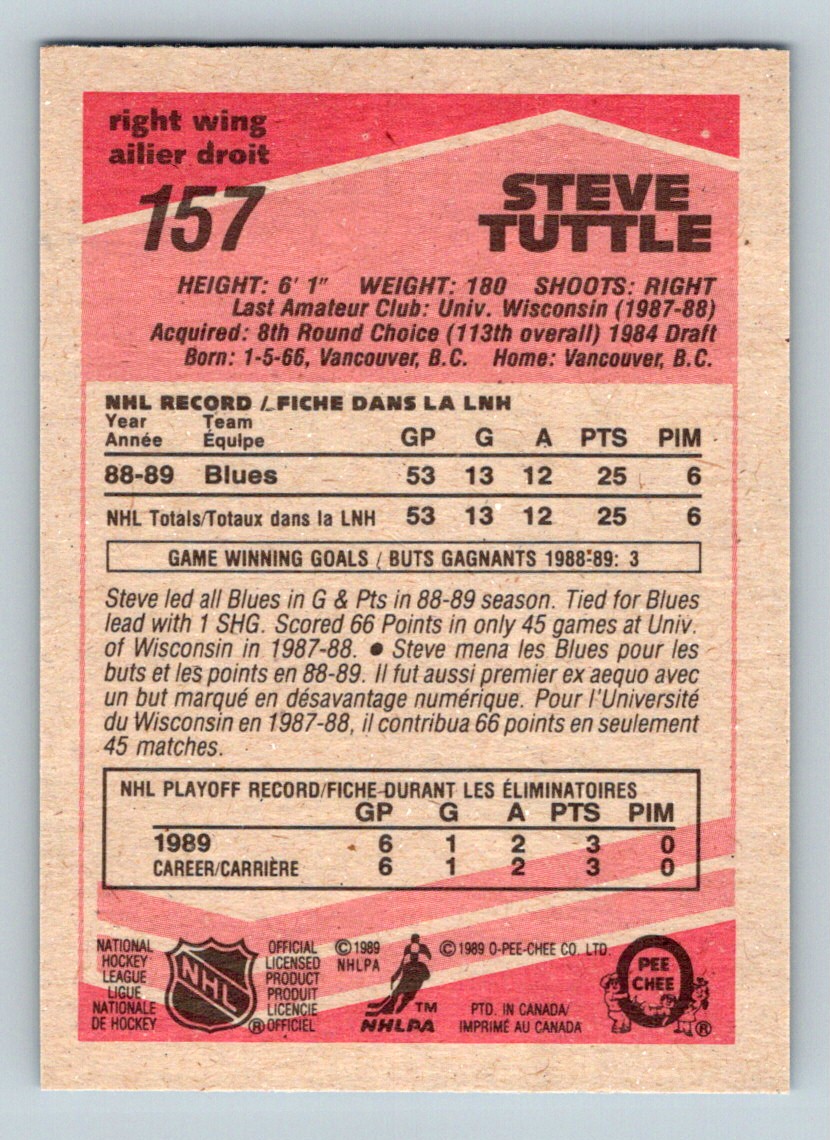 right wing
ailier droit
157
STEVE
TUTTLE
HEIGHT: 6' 1" WEIGHT: 180 SHOOTS: RIGHT
Last Amateur Club: Univ. Wisconsin (1987-88)
Acquired: 8th Round Choice (113th overall) 1984 Draft
Born: 1-5-66, Vancouver, B.C. Home: Vancouver, B.C.
NHL RECORD / FICHE DANS LA LNH
Year Team
Année Équipe GP G A PTS PIM
88-89 Blues 53 13 12 25 6
NHL Totals/Totaux dans la LNH 53 13 12 25 6
GAME WINNING GOALS / BUTS GAGNANTS 1988-89: 3
Steve led all Blues in G & Pts in 88-89 season. Tied for Blues
lead with 1 SHG. Scored 66 Points in only 45 games at Univ.
of Wisconsin in 1987-88. ● Steve mena les Blues pour les
buts et les points en 88-89. Il fut aussi premier ex aequo avec
un but marqué en désavantage numérique. Pour l'Université
du Wisconsin en 1987-88, il contribua 66 points en seulement
45 matches.
NHL PLAYOFF RECORD/FICHE DURANT LES ÉLIMINATOIRES
GP G A PTS PIM
1989 6 1 2 3 0
CAREER/CARRIÈRE 6 1 2 3 0
NATIONAL
HOCKEY
LEAGUE
LIGUE
NATIONALE
DE HOCKEY
NHL
®
OFFICIAL
LICENSED
PRODUCT
PRODUIT
LICENCIE
OFFICIEL
©1989
NHLPA
TM
NHLPA
©1989 O-PEE-CHEE CO. LTD.
PTD. IN CANADA/
IMPRIMÉ AU CANADA
PEE
CHEE
®